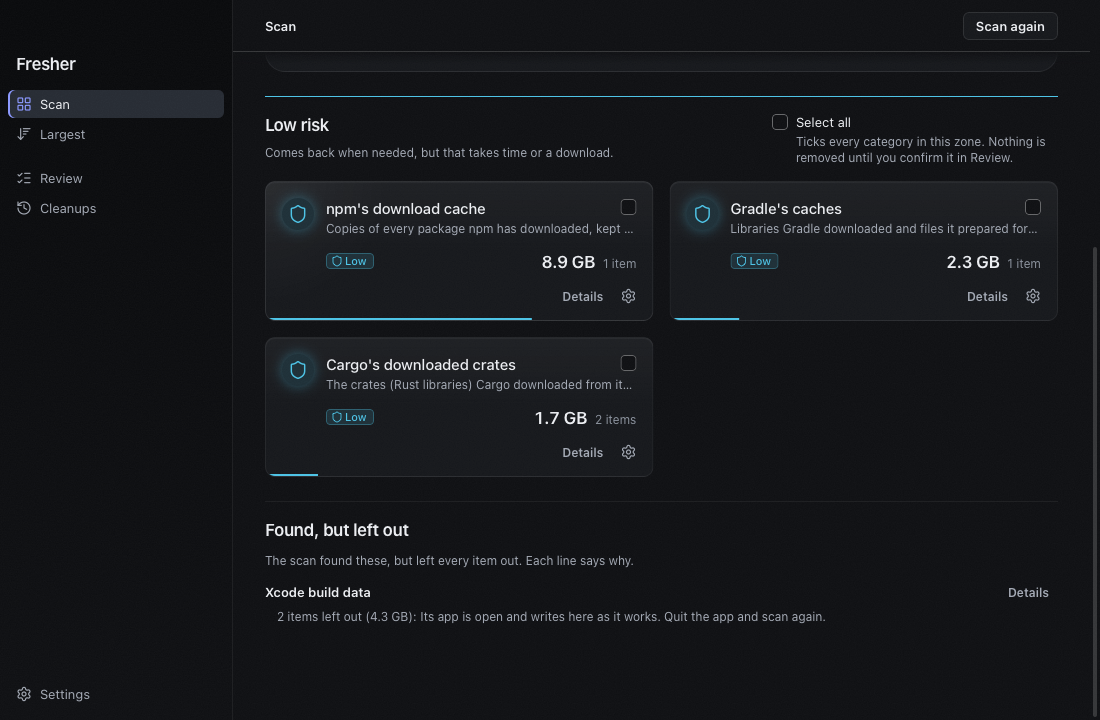 Scan
Scan again
Fresher
Scan
Largest
Review
Cleanups
Settings
Low risk
Comes back when needed, but that takes time or a download.
Select all
Ticks every category in this zone. Nothing is
removed until you confirm it in Review.
npm's download cache
Copies of every package npm has downloaded, kept ...
Low
8.9 GB 1 item
Details
Gradle's caches
Libraries Gradle downloaded and files it prepared for...
Low
2.3 GB 1 item
Details
Cargo's downloaded crates
The crates (Rust libraries) Cargo downloaded from it...
Low
1.7 GB 2 items
Details
Found, but left out
The scan found these, but left every item out. Each line says why.
Xcode build data
Details
2 items left out (4.3 GB): Its app is open and writes here as it works. Quit the app and scan again.